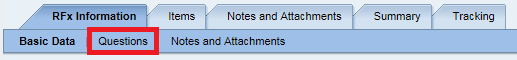 RFx Information Items Notes and Attachments Summary Tracking
Basic Data Questions Notes and Attachments